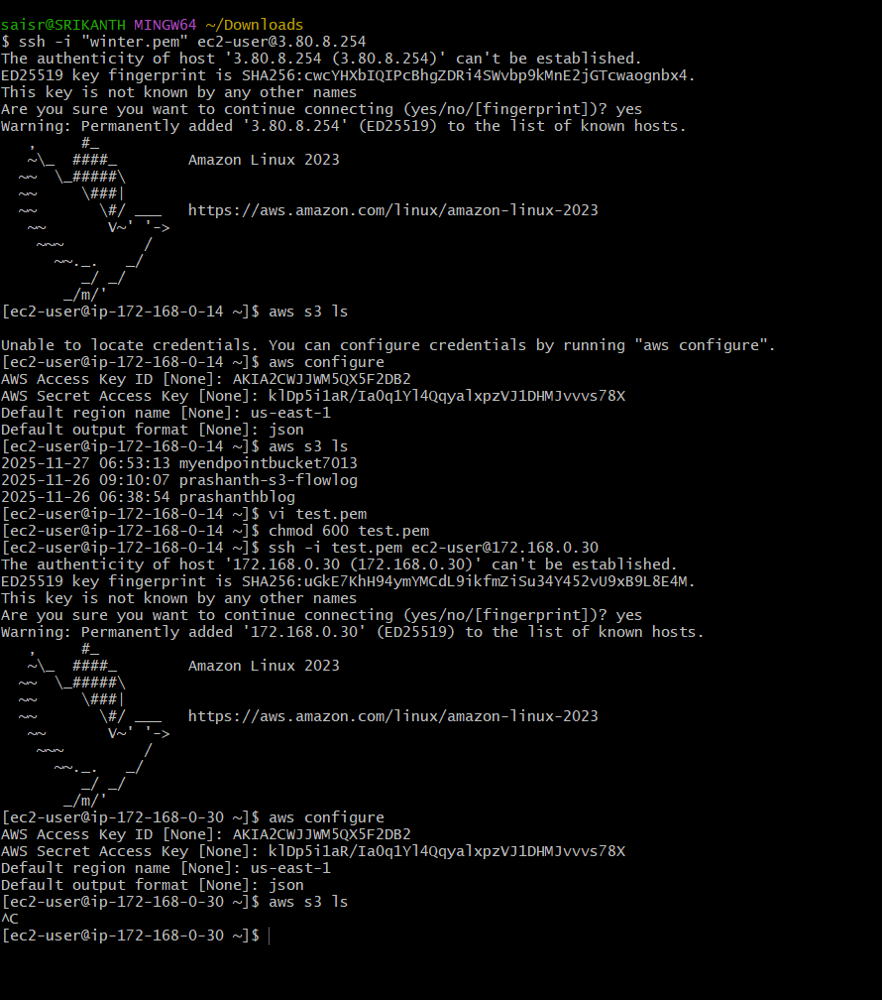 saisr@SRIKANTH MINGW64 ~/Downloads
$ ssh -i "winter.pem" ec2-user@3.80.8.254
The authenticity of host '3.80.8.254 (3.80.8.254)' can't be established.
ED25519 key fingerprint is SHA256:cwcYHXbIQIPcBhgZDRi4SWvbp9kMnE2jGTcwaognbx4.
This key is not known by any other names
Are you sure you want to continue connecting (yes/no/[fingerprint])? yes
Warning: Permanently added '3.80.8.254' (ED25519) to the list of known hosts.
   ,     #_
   ~\_  ####_        Amazon Linux 2023
  ~~  \_#####\
  ~~     \###|
  ~~       \#/ ___   https://aws.amazon.com/linux/amazon-linux-2023
   ~~       V~' '->
    ~~~         /
      ~~._.   _/
         _/ _/
       _/m/'
[ec2-user@ip-172-168-0-14 ~]$ aws s3 ls

Unable to locate credentials. You can configure credentials by running "aws configure".
[ec2-user@ip-172-168-0-14 ~]$ aws configure
AWS Access Key ID [None]: AKIA2CWJJWM5QX5F2DB2
AWS Secret Access Key [None]: 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
Default region name [None]: us-east-1
Default output format [None]: json
[ec2-user@ip-172-168-0-14 ~]$ aws s3 ls
2025-11-27 06:53:13 myendpointbucket7013
2025-11-26 09:10:07 prashanth-s3-flowlog
2025-11-26 06:38:54 prashanthblog
[ec2-user@ip-172-168-0-14 ~]$ vi test.pem
[ec2-user@ip-172-168-0-14 ~]$ chmod 600 test.pem
[ec2-user@ip-172-168-0-14 ~]$ ssh -i test.pem ec2-user@172.168.0.30
The authenticity of host '172.168.0.30 (172.168.0.30)' can't be established.
ED25519 key fingerprint is SHA256:uGkE7KhH94ymYMCdL9ikfmZiSu34Y452vU9xB9L8E4M.
This key is not known by any other names
Are you sure you want to continue connecting (yes/no/[fingerprint])? yes
Warning: Permanently added '172.168.0.30' (ED25519) to the list of known hosts.
   ,     #_
   ~\_  ####_        Amazon Linux 2023
  ~~  \_#####\
  ~~     \###|
  ~~       \#/ ___   https://aws.amazon.com/linux/amazon-linux-2023
   ~~       V~' '->
    ~~~         /
      ~~._.   _/
         _/ _/
       _/m/'
[ec2-user@ip-172-168-0-30 ~]$ aws configure
AWS Access Key ID [None]: AKIA2CWJJWM5QX5F2DB2
AWS Secret Access Key [None]: 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
Default region name [None]: us-east-1
Default output format [None]: json
[ec2-user@ip-172-168-0-30 ~]$ aws s3 ls
^C
[ec2-user@ip-172-168-0-30 ~]$